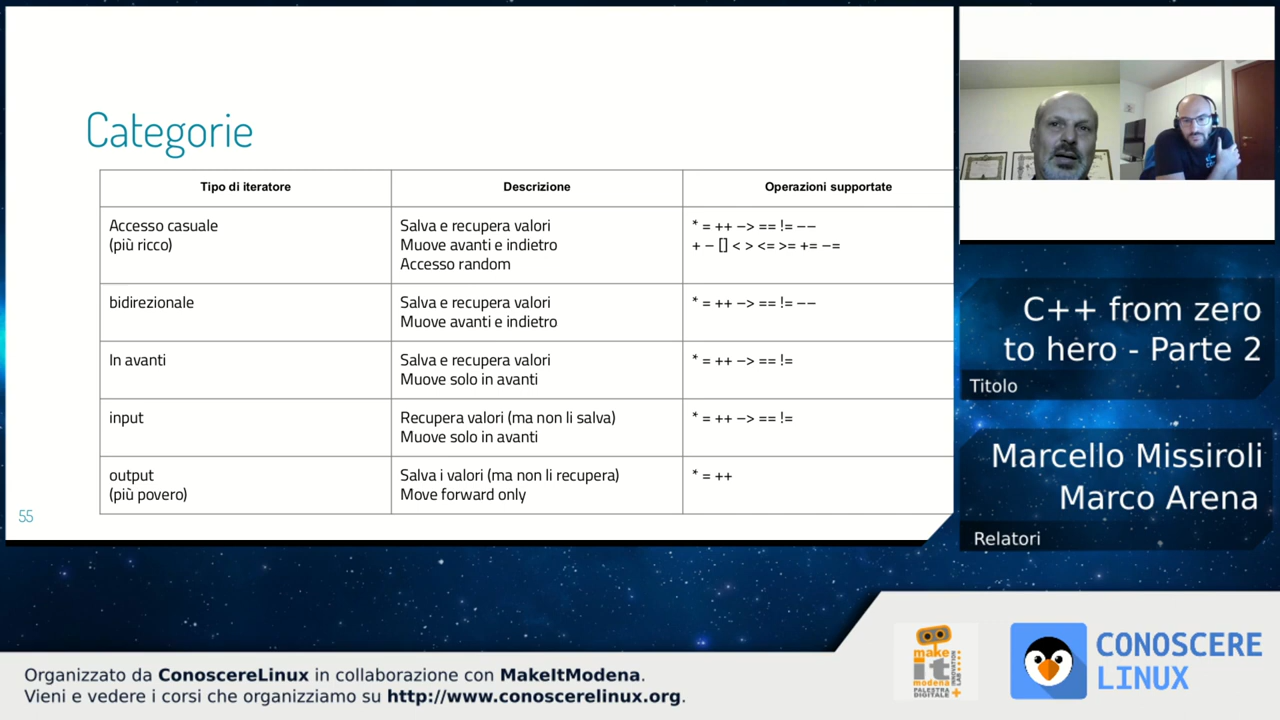 Categorie
Tipo di iteratore
Descrizione
Operazioni supportate
Accesso casuale
(più ricco)
Salva e recupera valori
Muove avanti e indietro
Accesso random
* = ++ −> == != −−
+ − [] < > <= >= += −=
bidirezionale
Salva e recupera valori
Muove avanti e indietro
* = ++ −> == != −−
In avanti
Salva e recupera valori
Muove solo in avanti
* = ++ −> == !=
input
Recupera valori (ma non li salva)
Muove solo in avanti
* = ++ −> == !=
output
(più povero)
Salva i valori (ma non li recupera)
Move forward only
* = ++
55
C++ from zero
to hero - Parte 2
Titolo
Marcello Missiroli
Marco Arena
Relatori
make
it
modena
PALESTRA
DIGITALE
CONOSCERE
LINUX
Organizzato da ConoscereLinux in collaborazione con MakeItModena.
Vieni e vedere i corsi che organizziamo su http://www.conoscerelinux.org.